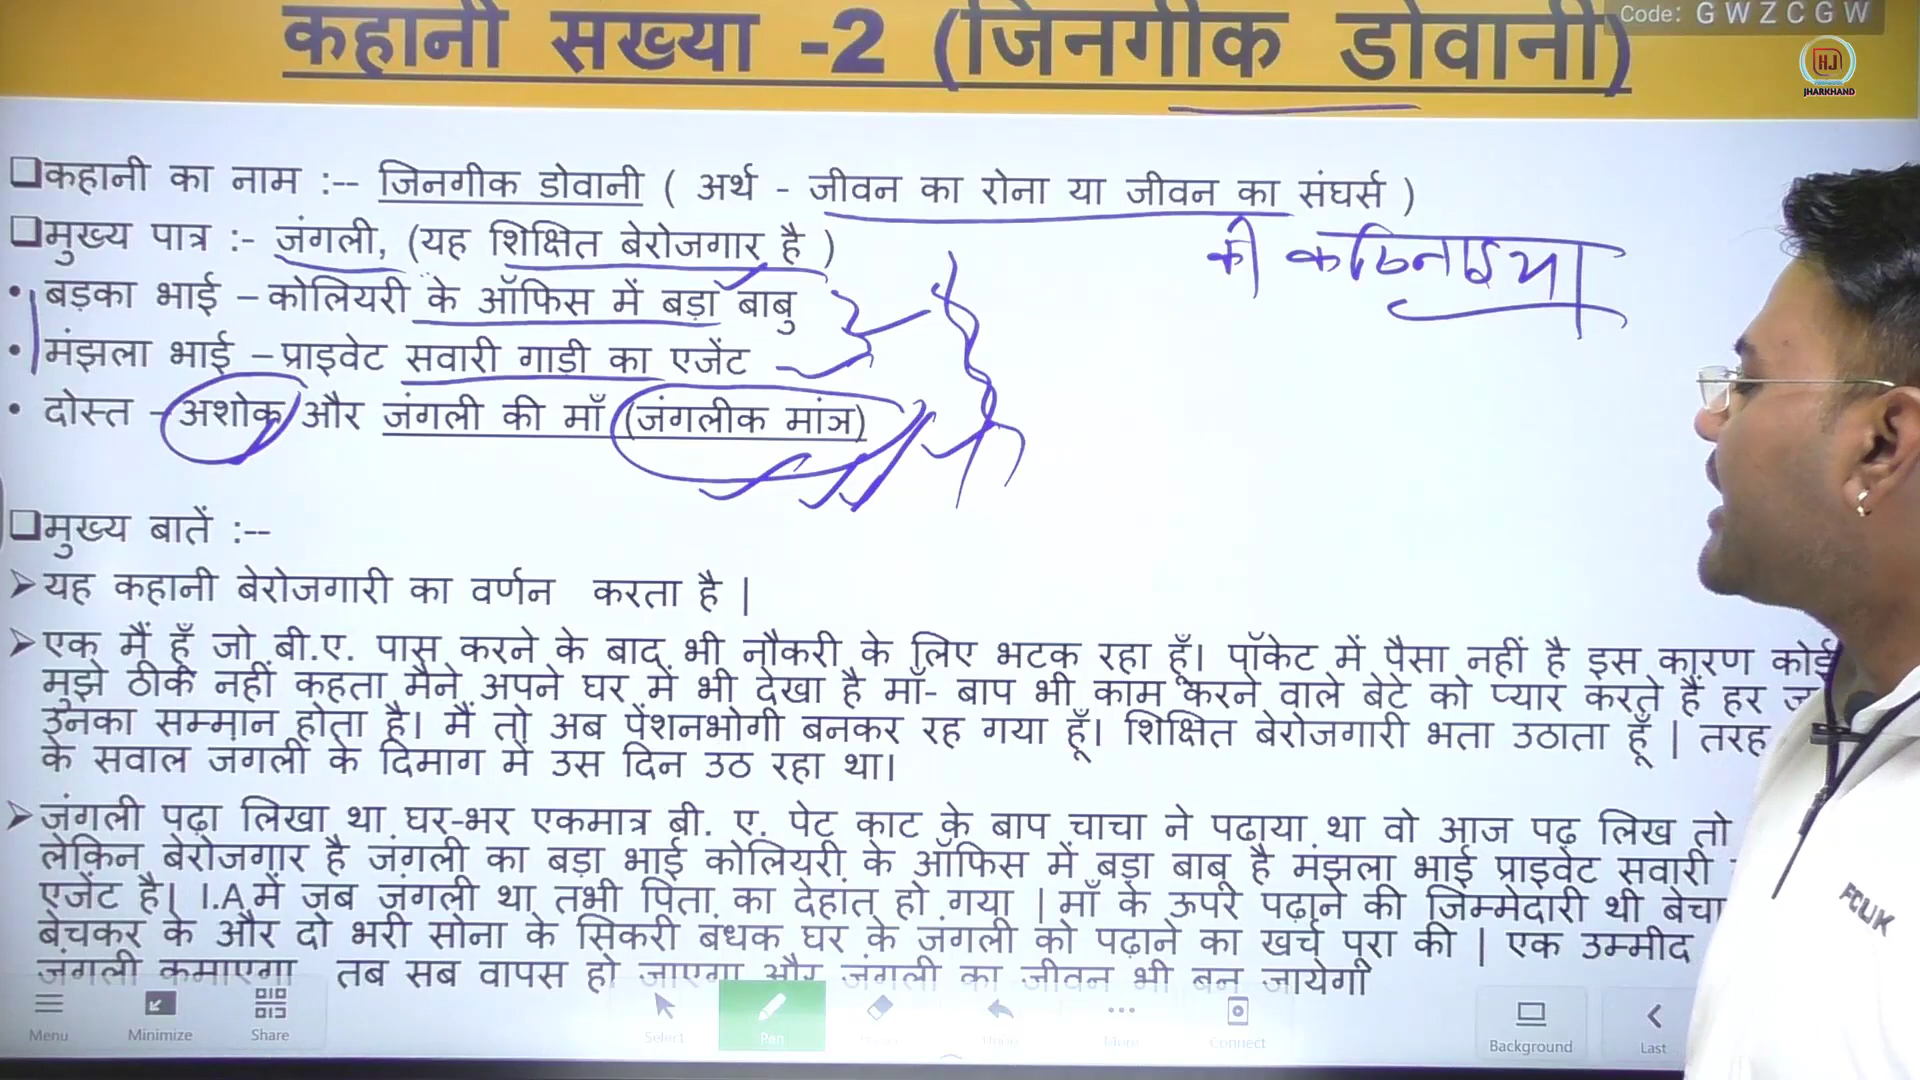 कहानी सख्या -2 (जिनगीक डोवानी)
Code: G W Z C G W
HJ
JHARKHAND
कहानी का नाम :-- जिनगीक डोवानी ( अर्थ - जीवन का रोना या जीवन का संघर्स )
की कठिनाइया
मुख्य पात्र :- जंगली, (यह शिक्षित बेरोजगार है )
• बड़का भाई – कोलियरी के ऑफिस में बड़ा बाबु
• मंझला भाई – प्राइवेट सवारी गाड़ी का एजेंट
• दोस्त – अशोक और जंगली की माँ (जंगलीक मांत्र)
मुख्य बातें :--
यह कहानी बेरोजगारी का वर्णन करता है |
एक मैं हूँ जो बी.ए. पास करने के बाद भी नौकरी के लिए भटक रहा हूँ। पॉकेट में पैसा नहीं है इस कारण कोई
मुझे ठीक नहीं कहता मैने अपने घर में भी देखा है माँ- बाप भी काम करने वाले बेटे को प्यार करते हैं हर
उनका सम्मान होता है। मैं तो अब पेंशनभोगी बनकर रह गया हूँ। शिक्षित बेरोजगारी भता उठाता हूँ | तरह
के सवाल जंगली के दिमाग में उस दिन उठ रहा था।
जंगली पढ़ा लिखा था घर-भर एकमात्र बी. ए. पेट काट के बाप चाचा ने पढाया था वो आज पढ़ लिख तो
लेकिन बेरोजगार है जंगली का बड़ा भाई कोलियरी के ऑफिस में बड़ा बाबु है मंझला भाई प्राइवेट सवारी
एजेंट है। I.A में जब जंगली था तभी पिता का देहांत हो गया | माँ के ऊपर पढ़ाने की जिम्मेदारी थी
बेचकर के और दो भरी सोना के सिकरी बंधक घर के जंगली को पढ़ाने का खर्च पूरा की | एक उम्मीद
जंगली कमाएगा तब सब वापस हो जाएगा और जंगली का जीवन भी बन जायेगा
FCUK
Menu Minimize Share Select Pen Undo More Connect Background Last